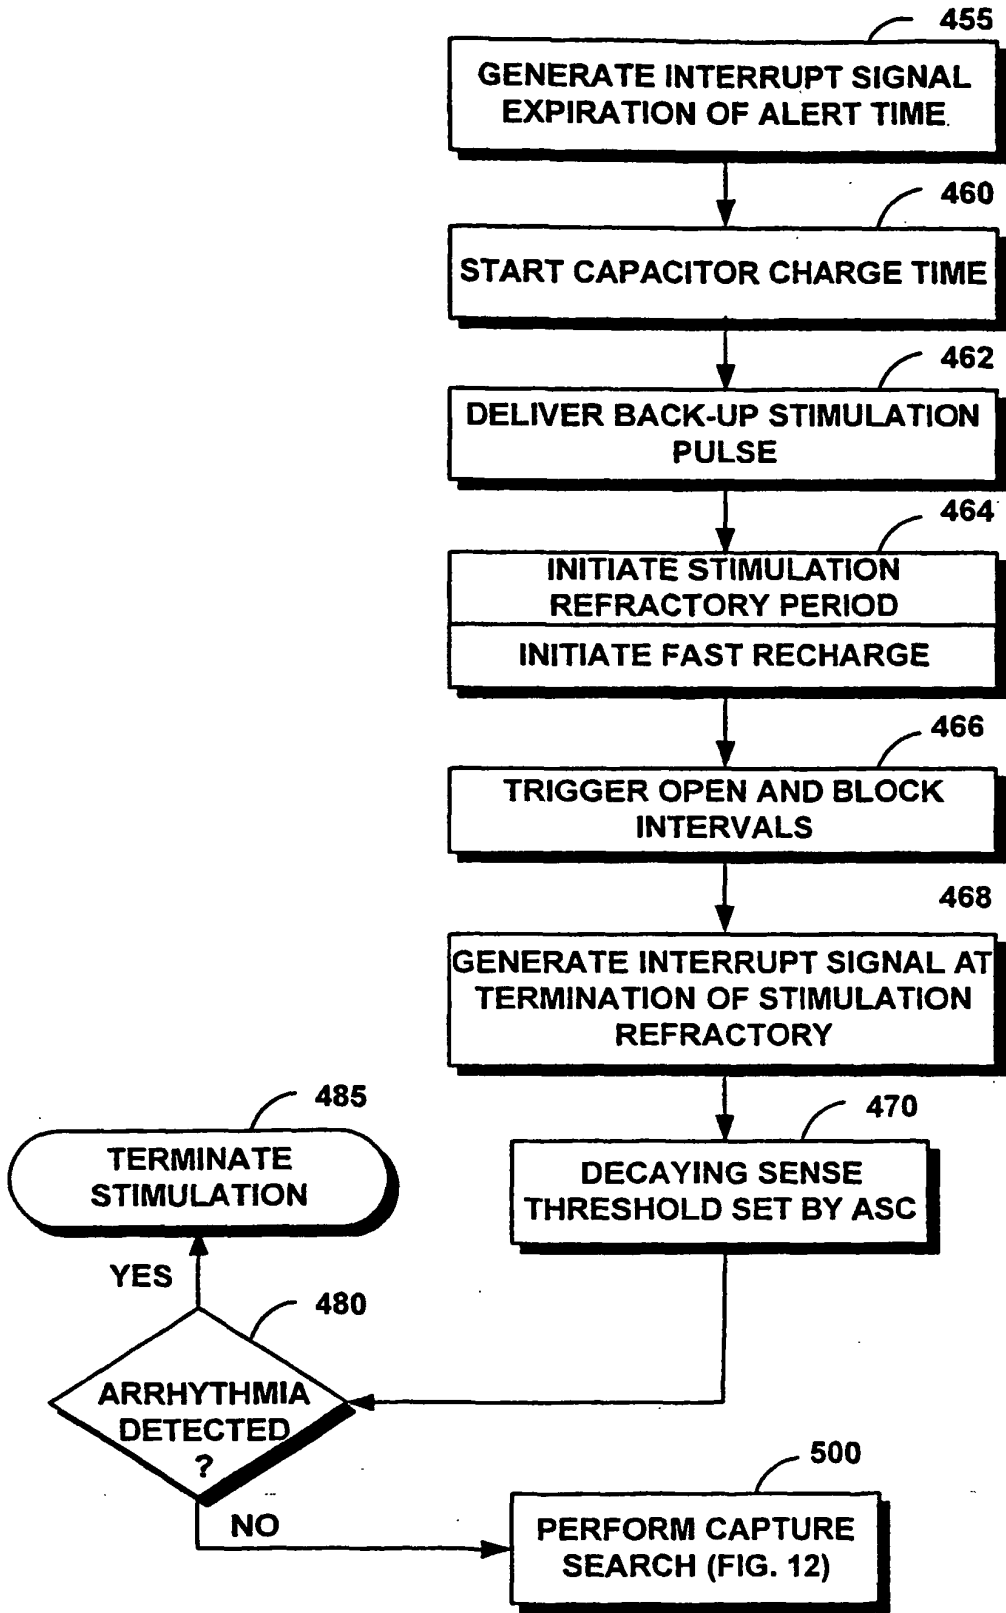 455
GENERATE INTERRUPT SIGNAL
EXPIRATION OF ALERT TIME
460
START CAPACITOR CHARGE TIME
462
DELIVER BACK-UP STIMULATION
PULSE
464
INITIATE STIMULATION
REFRACTORY PERIOD
INITIATE FAST RECHARGE
466
TRIGGER OPEN AND BLOCK
INTERVALS
468
GENERATE INTERRUPT SIGNAL AT
TERMINATION OF STIMULATION
REFRACTORY
470
DECAYING SENSE
THRESHOLD SET BY ASC
485
TERMINATE
STIMULATION
YES
480
ARRHYTHMIA
DETECTED
?
NO
500
PERFORM CAPTURE
SEARCH (FIG. 12)